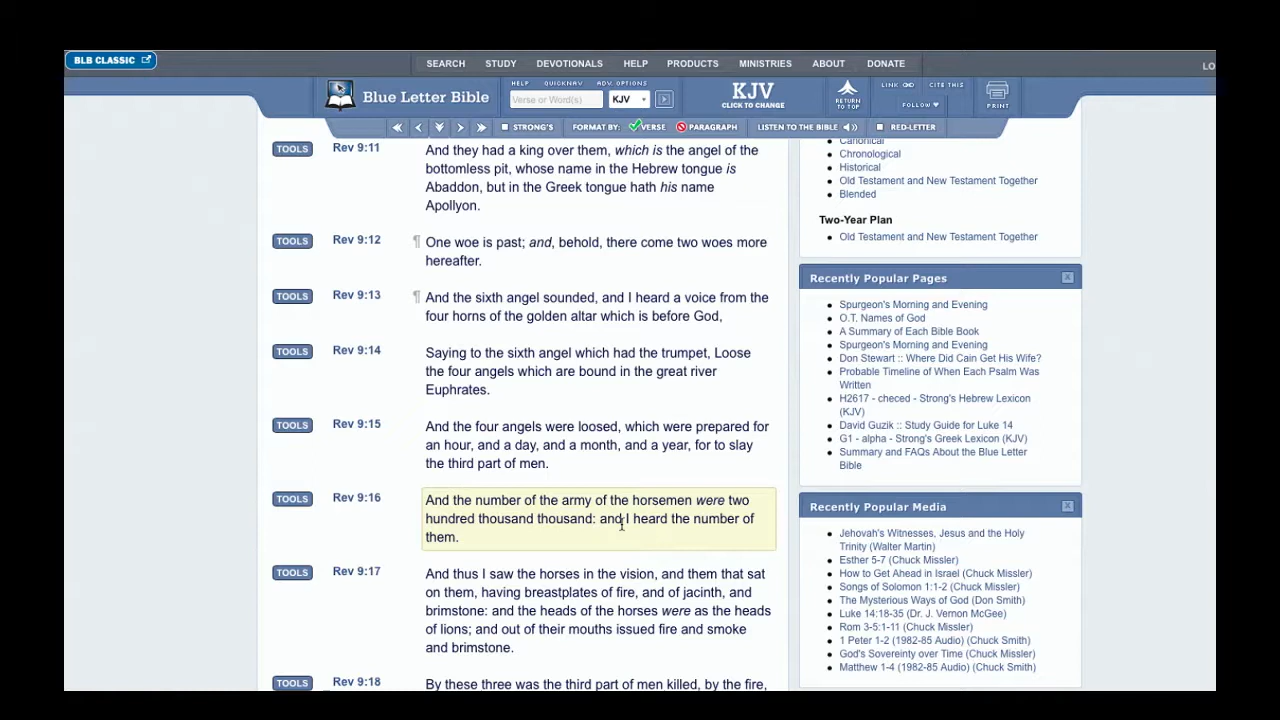 BLB CLASSIC
SEARCH STUDY DEVOTIONALS HELP PRODUCTS MINISTRIES ABOUT DONATE LO
Blue Letter Bible
HELP QUICKNAV ADV. OPTIONS
Verse or Word(s) KJV
KJV
CLICK TO CHANGE
RETURN
TO TOP
LINK CITE THIS
FOLLOW
PRINT
STRONG'S FORMAT BY: VERSE PARAGRAPH LISTEN TO THE BIBLE RED-LETTER
TOOLS Rev 9:11 And they had a king over them, which is the angel of the
bottomless pit, whose name in the Hebrew tongue is
Abaddon, but in the Greek tongue hath his name
Apollyon.
TOOLS Rev 9:12 ¶ One woe is past; and, behold, there come two woes more
hereafter.
TOOLS Rev 9:13 ¶ And the sixth angel sounded, and I heard a voice from the
four horns of the golden altar which is before God,
TOOLS Rev 9:14 Saying to the sixth angel which had the trumpet, Loose
the four angels which are bound in the great river
Euphrates.
TOOLS Rev 9:15 And the four angels were loosed, which were prepared for
an hour, and a day, and a month, and a year, for to slay
the third part of men.
TOOLS Rev 9:16 And the number of the army of the horsemen were two
hundred thousand thousand: and I heard the number of
them.
TOOLS Rev 9:17 And thus I saw the horses in the vision, and them that sat
on them, having breastplates of fire, and of jacinth, and
brimstone: and the heads of the horses were as the heads
of lions; and out of their mouths issued fire and smoke
and brimstone.
TOOLS Rev 9:18 By these three was the third part of men killed, by the fire,
Canonical
Chronological
Historical
Old Testament and New Testament Together
Blended
Two-Year Plan
Old Testament and New Testament Together
Recently Popular Pages
Spurgeon's Morning and Evening
O.T. Names of God
A Summary of Each Bible Book
Spurgeon's Morning and Evening
Don Stewart :: Where Did Cain Get His Wife?
Probable Timeline of When Each Psalm Was
Written
H2617 - checed - Strong's Hebrew Lexicon
(KJV)
David Guzik :: Study Guide for Luke 14
G1 - alpha - Strong's Greek Lexicon (KJV)
Summary and FAQs About the Blue Letter
Bible
Recently Popular Media
Jehovah's Witnesses, Jesus and the Holy
Trinity (Walter Martin)
Esther 5-7 (Chuck Missler)
How to Get Ahead in Israel (Chuck Missler)
Songs of Solomon 1:1-2 (Chuck Missler)
The Mysterious Ways of God (Don Smith)
Luke 14:18-35 (Dr. J. Vernon McGee)
Rom 3-5:1-11 (Chuck Missler)
1 Peter 1-2 (1982-85 Audio) (Chuck Smith)
God's Sovereinty over Time (Chuck Missler)
Matthew 1-4 (1982-85 Audio) (Chuck Smith)